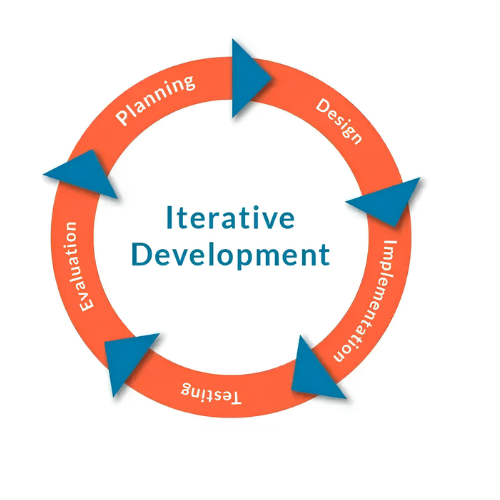 Planning
Design
Iterative
Development
Implementation
Testing
Evaluation